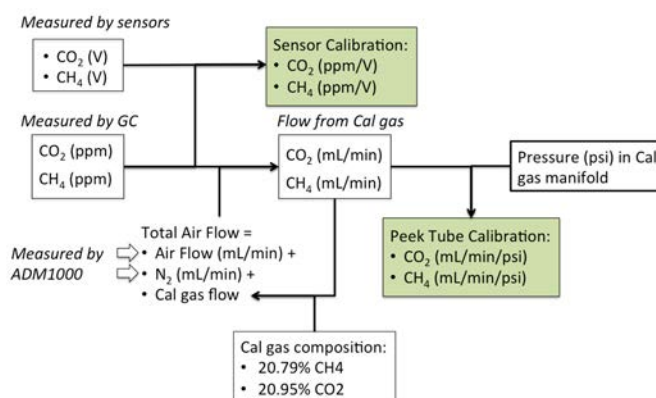 Measured by sensors
• CO₂ (V)
• CH₄ (V)
Sensor Calibration:
• CO₂ (ppm/V)
• CH₄ (ppm/V)
Measured by GC
CO₂ (ppm)
CH₄ (ppm)
Flow from Cal gas
CO₂ (mL/min)
CH₄ (mL/min)
Pressure (psi) in Cal
gas manifold
Total Air Flow =
• Air Flow (mL/min) +
• N₂ (mL/min) +
• Cal gas flow
Measured by
ADM1000
Peek Tube Calibration:
• CO₂ (mL/min/psi)
• CH₄ (mL/min/psi)
Cal gas composition:
• 20.79% CH4
• 20.95% CO2